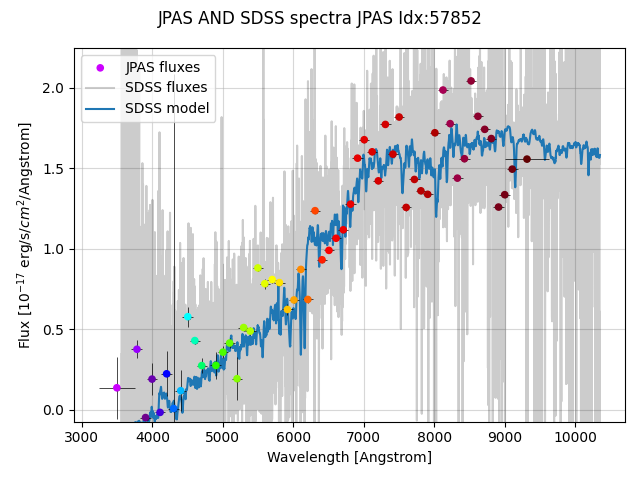 JPAS AND SDSS spectra JPAS Idx:57852
JPAS fluxes
SDSS fluxes
SDSS model
Flux [10⁻¹⁷ erg/s/cm²/Angstrom]
2.0
1.5
1.0
0.5
0.0
3000 4000 5000 6000 7000 8000 9000 10000
Wavelength [Angstrom]